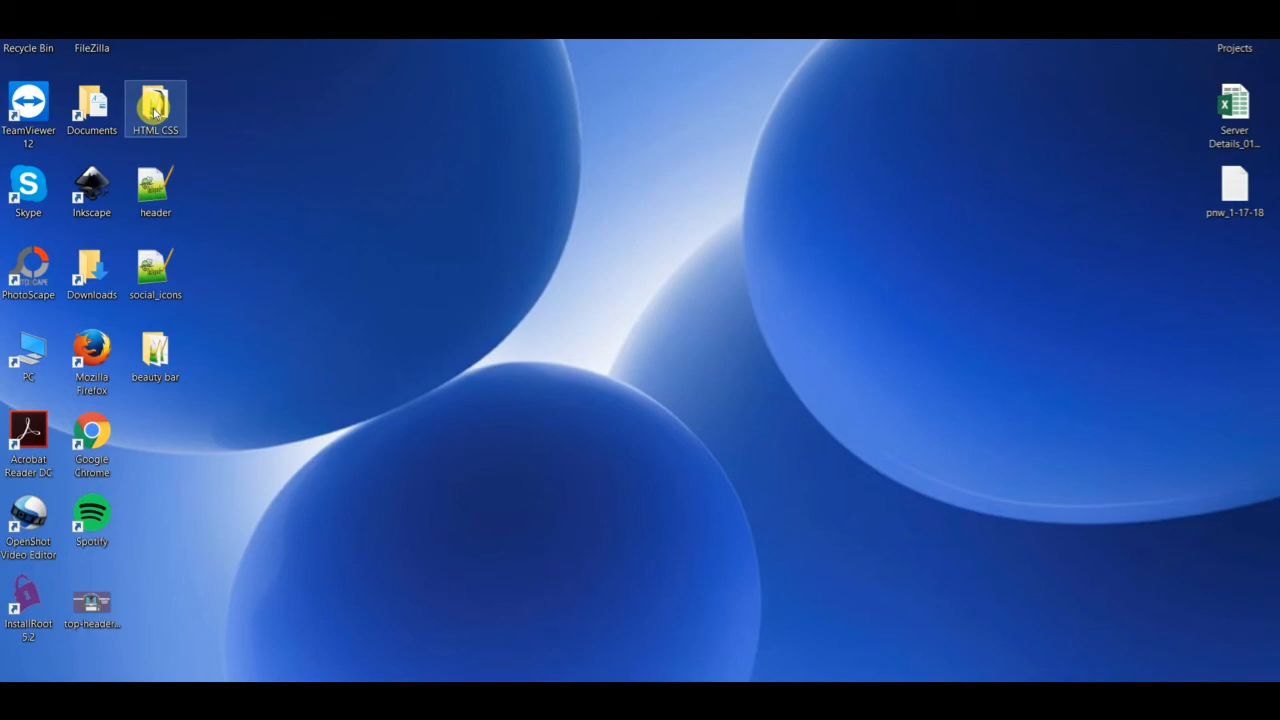 Recycle Bin
FileZilla
Projects
TeamViewer
12
Documents
HTML CSS
Server
Details_01...
Skype
Inkscape
header
pnw_1-17-18
PhotoScape
Downloads
social_icons
PC
Mozilla
Firefox
beauty bar
Acrobat
Reader DC
Google
Chrome
OpenShot
Video Editor
Spotify
InstallRoot
5.2
top-header...